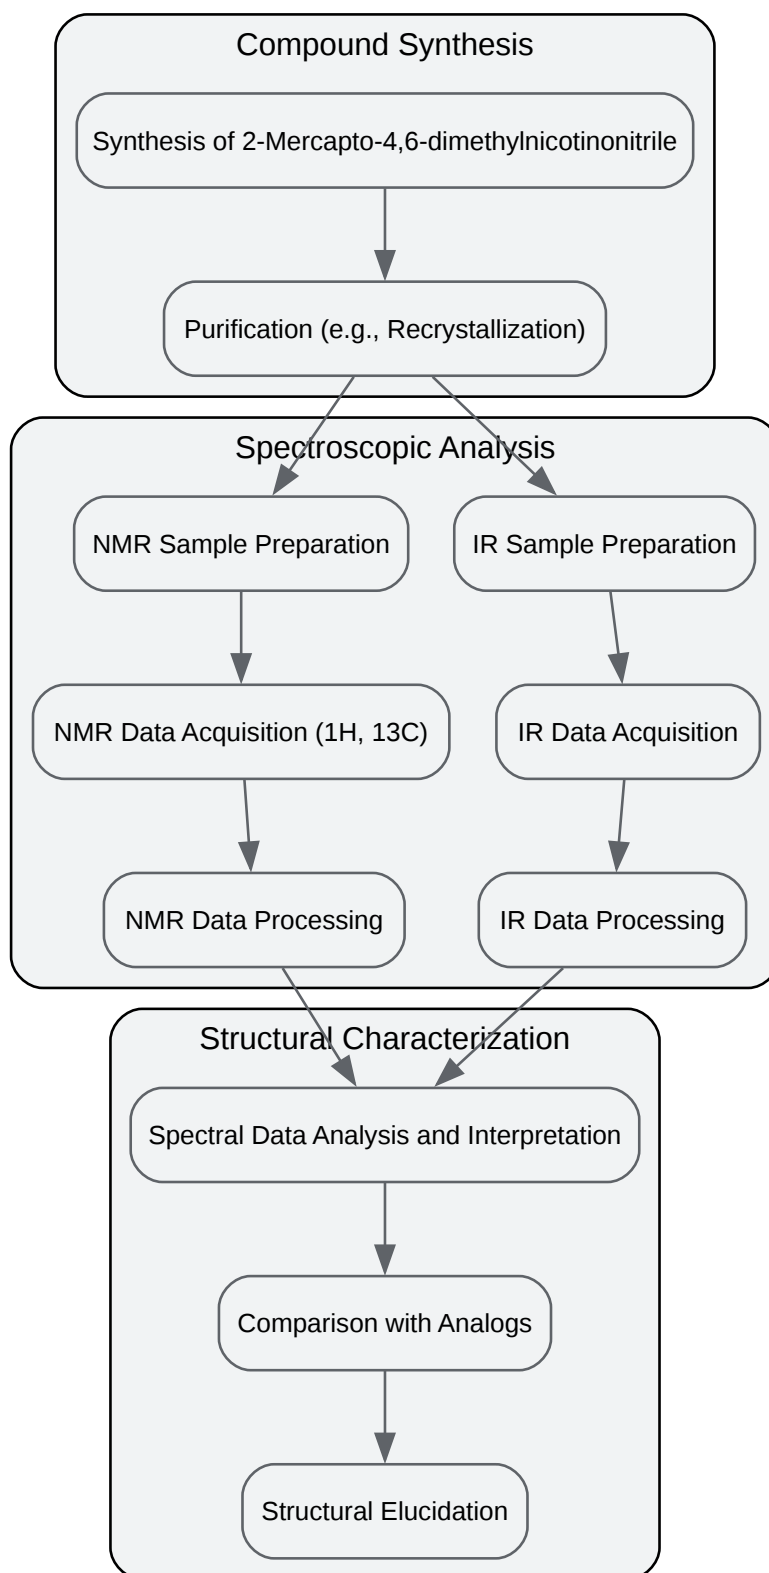 Compound Synthesis
Synthesis of 2-Mercapto-4,6-dimethylnicotinonitrile
Purification (e.g., Recrystallization)
Spectroscopic Analysis
NMR Sample Preparation
IR Sample Preparation
NMR Data Acquisition (1H, 13C)
IR Data Acquisition
NMR Data Processing
IR Data Processing
Structural Characterization
Spectral Data Analysis and Interpretation
Comparison with Analogs
Structural Elucidation